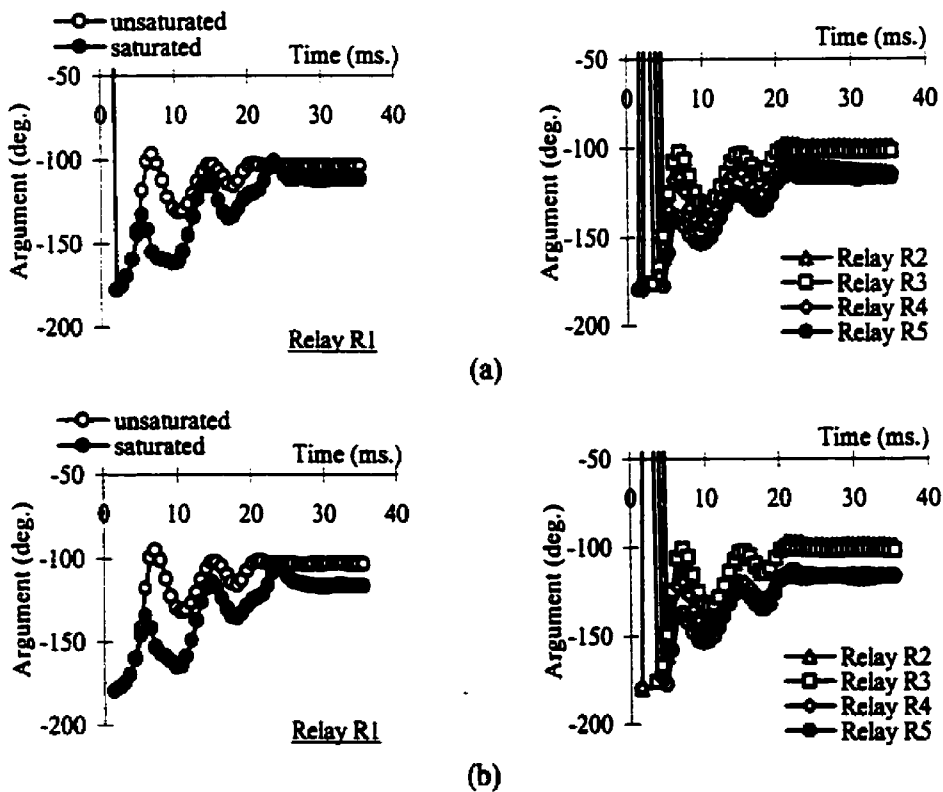 unsaturated
saturated
Time (ms.)
-50
0 10 20 30 40
-100
-150
-200
Argument (deg.)
Relay R1
Time (ms.)
-50
0 10 20 30 40
-100
-150
-200
Argument (deg.)
Relay R2
Relay R3
Relay R4
Relay R5
(a)
unsaturated
saturated
Time (ms.)
-50
0 10 20 30 40
-100
-150
-200
Argument (deg.)
Relay R1
Time (ms.)
-50
0 10 20 30 40
-100
-150
-200
Argument (deg.)
Relay R2
Relay R3
Relay R4
Relay R5
(b)